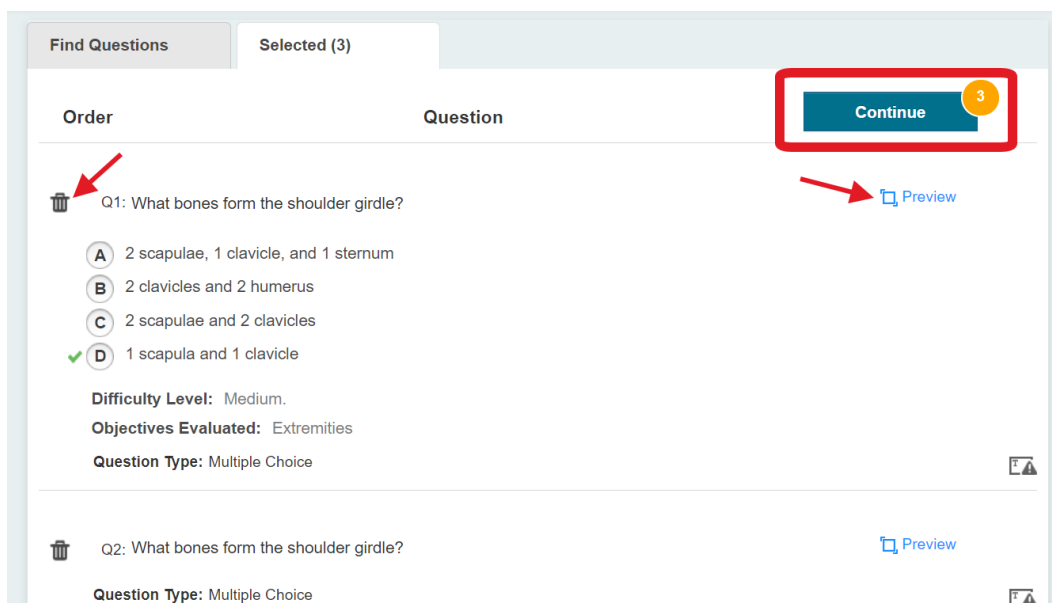 Find Questions
Selected (3)
Order
Question
Continue
3
Q1: What bones form the shoulder girdle?
Preview
A 2 scapulae, 1 clavicle, and 1 sternum
B 2 clavicles and 2 humerus
C 2 scapulae and 2 clavicles
D 1 scapula and 1 clavicle
Difficulty Level: Medium.
Objectives Evaluated: Extremities
Question Type: Multiple Choice
T
Q2: What bones form the shoulder girdle?
Preview
Question Type: Multiple Choice
T